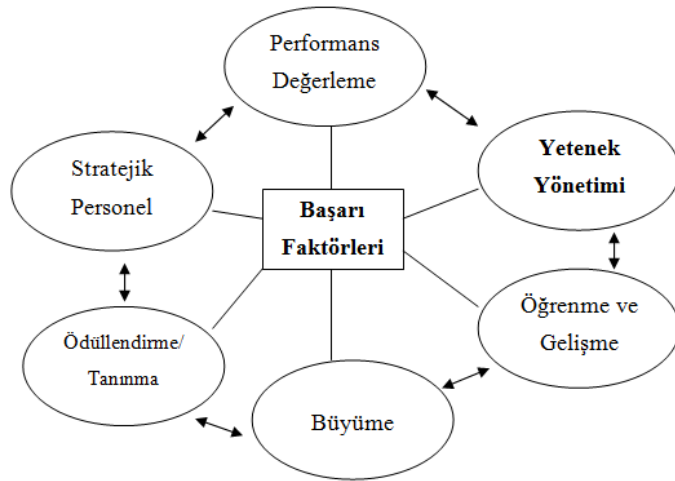 Performans
Değerleme
Yetenek
Yönetimi
Stratejik
Personel
Başarı
Faktörleri
Öğrenme ve
Gelişme
Ödüllendirme/
Tanınma
Büyüme